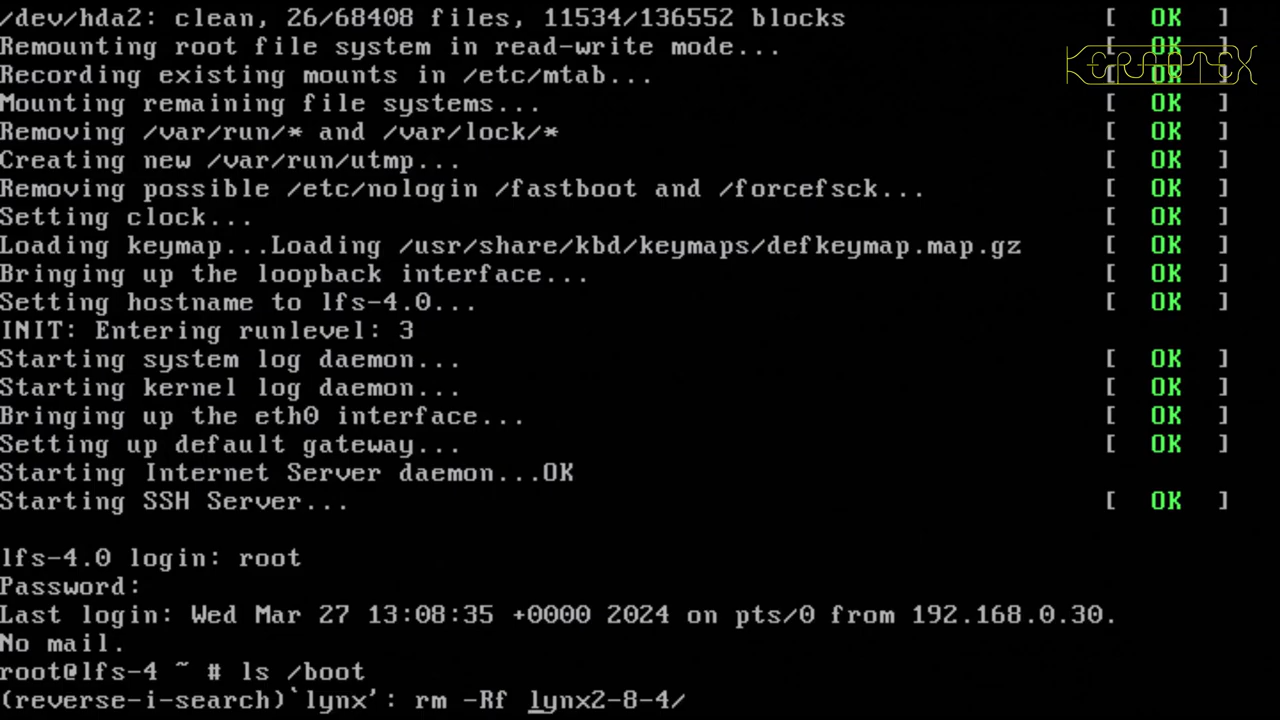 /dev/hda2: clean, 26/68408 files, 11534/136552 blocks [ OK ]
Remounting root file system in read-write mode... [ OK ]
Recording existing mounts in /etc/mtab... [ OK ]
KERNOTEX
Mounting remaining file systems... [ OK ]
Removing /var/run/* and /var/lock/* [ OK ]
Creating new /var/run/utmp... [ OK ]
Removing possible /etc/nologin /fastboot and /forcefsck... [ OK ]
Setting clock... [ OK ]
Loading keymap...Loading /usr/share/kbd/keymaps/defkeymap.map.gz [ OK ]
Bringing up the loopback interface... [ OK ]
Setting hostname to lfs-4.0... [ OK ]
INIT: Entering runlevel: 3
Starting system log daemon... [ OK ]
Starting kernel log daemon... [ OK ]
Bringing up the eth0 interface... [ OK ]
Setting up default gateway... [ OK ]
Starting Internet Server daemon...OK
Starting SSH Server... [ OK ]
lfs-4.0 login: root
Password:
Last login: Wed Mar 27 13:08:35 +0000 2024 on pts/0 from 192.168.0.30.
No mail.
root@lfs-4 ~ # ls /boot
(reverse-i-search)`lynx': rm -Rf lynx2-8-4/